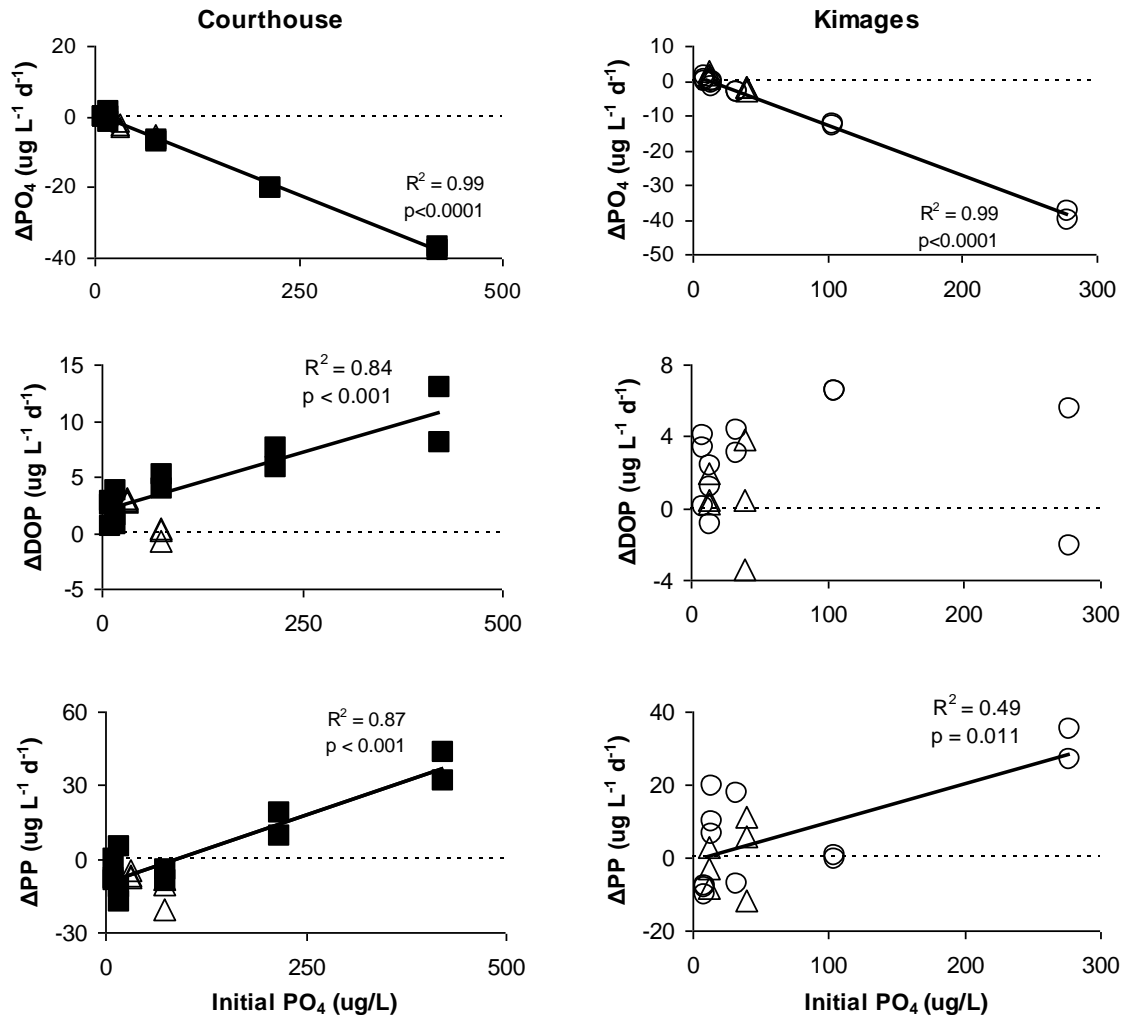 Courthouse
Kimages
ΔPO₄ (ug L⁻¹ d⁻¹)
20
0
-20
-40
0
250
500
R² = 0.99
p<0.0001
ΔPO₄ (ug L⁻¹ d⁻¹)
10
0
-10
-20
-30
-40
-50
0
100
200
300
R² = 0.99
p<0.0001
ΔDOP (ug L⁻¹ d⁻¹)
15
10
5
0
-5
0
250
500
R² = 0.84
p < 0.001
ΔDOP (ug L⁻¹ d⁻¹)
8
4
0
-4
0
100
200
300
ΔPP (ug L⁻¹ d⁻¹)
60
30
0
-30
0
250
500
R² = 0.87
p < 0.001
Initial PO₄ (ug/L)
ΔPP (ug L⁻¹ d⁻¹)
40
20
0
-20
0
100
200
300
R² = 0.49
p = 0.011
Initial PO₄ (ug/L)